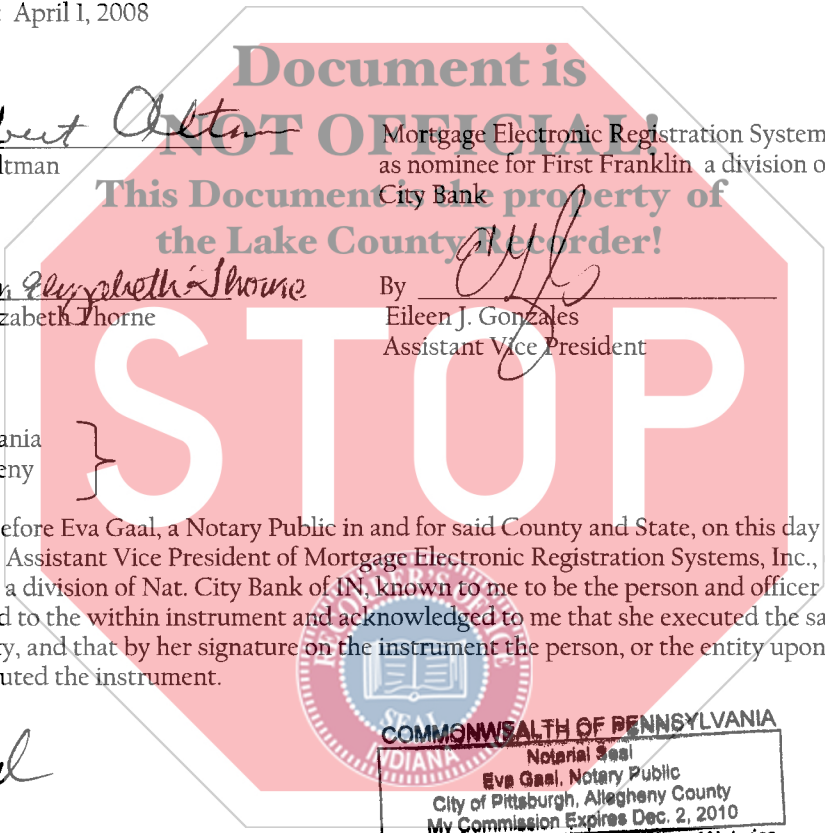 April 1, 2008
Document is
NOT OFFICIAL!
This Document is the property of
the Lake County Recorder!
STOP
Altman
ltman
Mortgage Electronic Registration System
as nominee for First Franklin a division o
City Bank
Elizabeth Thorne
zabeth Thorne
By
Eileen J. Gonzales
Assistant Vice President
ania
eny
efore Eva Gaal, a Notary Public in and for said County and State, on this day
Assistant Vice President of Mortgage Electronic Registration Systems, Inc.,
a division of Nat. City Bank of IN, known to me to be the person and officer
d to the within instrument and acknowledged to me that she executed the sa
ty, and that by her signature on the instrument the person, or the entity upon
uted the instrument.
RECORDER'S OFFICE
SEAL
INDIANA
COMMONWEALTH OF PENNSYLVANIA
Notarial Seal
Eva Gaal, Notary Public
City of Pittsburgh, Allegheny County
My Commission Expires Dec. 2, 2010